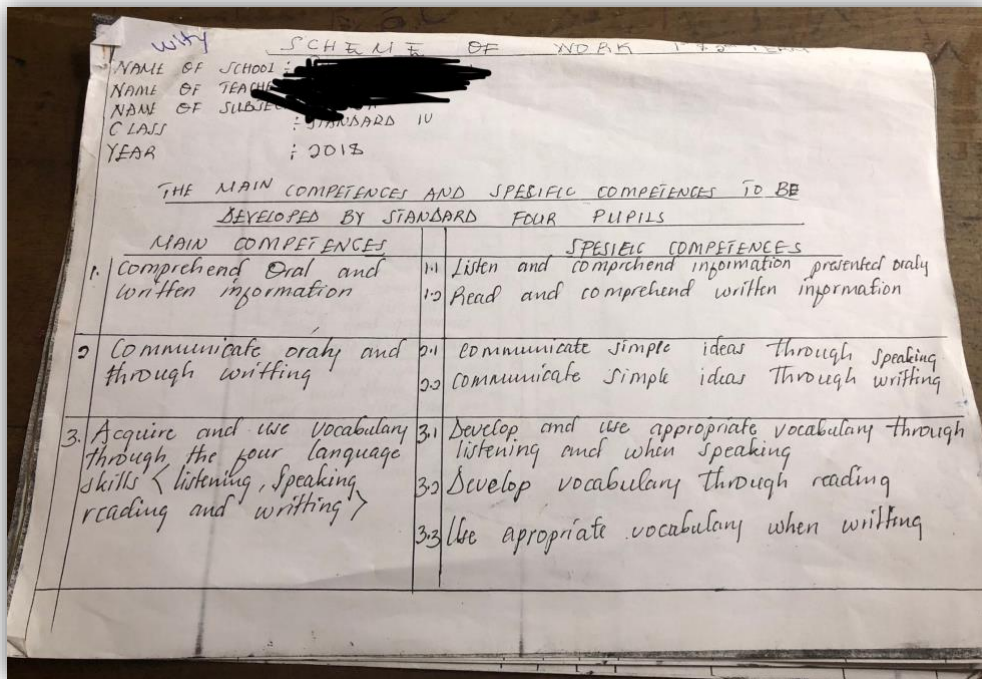 Witty
SCHEME OF WORK
NAME OF SCHOOL :
NAME OF TEACHE
NAME OF SUBJEC
CLASS : STANDARD IV
YEAR : 2018
THE MAIN COMPETENCES AND SPESIFIC COMPETENCES TO BE
DEVELOPED BY STANDARD FOUR PUPILS
MAIN COMPETENCES
SPESIFIC COMPETENCES
1. Comprehend Oral and
written information
1.1 Listen and comprehend information presented oraly
1.2 Read and comprehend written information
2 Communicate oraly and
through writting
2.1 communicate simple ideas through speaking
2.2 communicate simple ideas through writting
3. Acquire and use vocabulary
through the four language
skills < listening, speaking
reading and writting >
3.1 Develop and use appropriate vocabulary through
listening and when speaking
3.2 Develop vocabulary through reading
3.3 Use apropriate vocabulary when writting